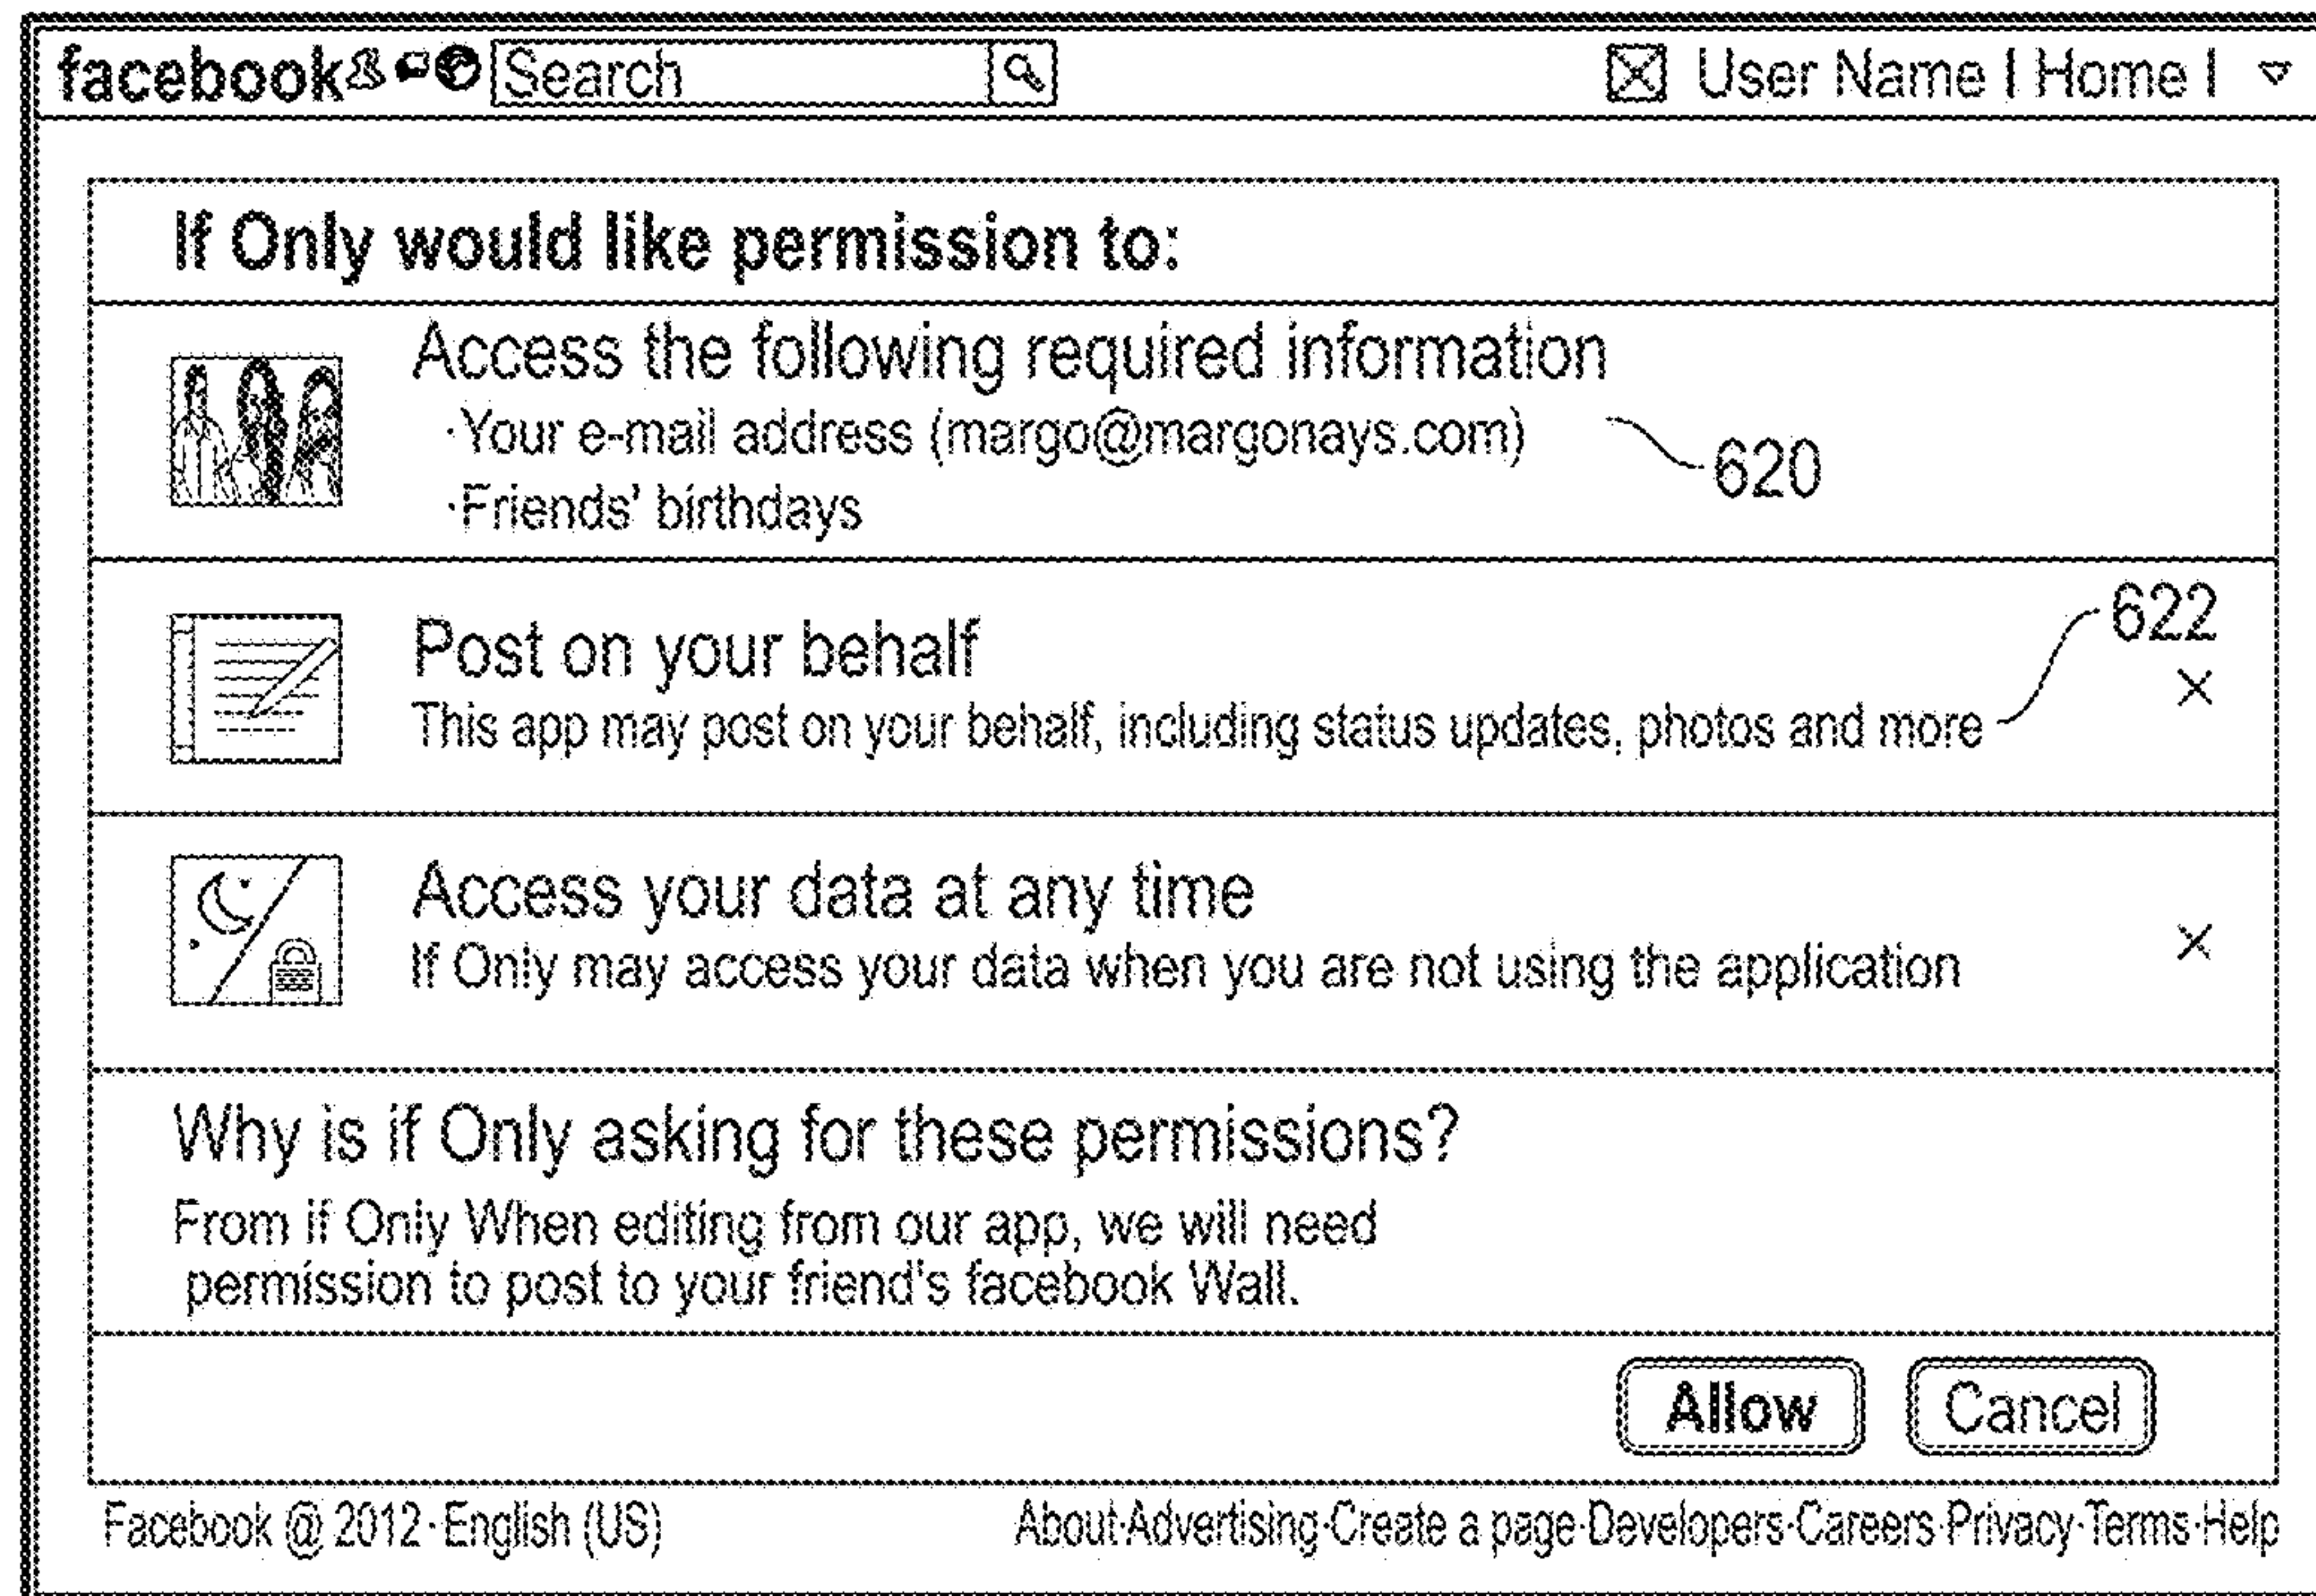 facebook Search User Name | Home |
If Only would like permission to:
Access the following required information
·Your e-mail address (margo@margonays.com)
620
·Friends' birthdays
622
Post on your behalf
×
This app may post on your behalf, including status updates, photos and more
Access your data at any time
×
If Only may access your data when you are not using the application
Why is if Only asking for these permissions?
From if Only When editing from our app, we will need
permission to post to your friend's facebook Wall.
Allow Cancel
Facebook @ 2012·English (US) About·Advertising·Create a page·Developers·Careers·Privacy·Terms·Help